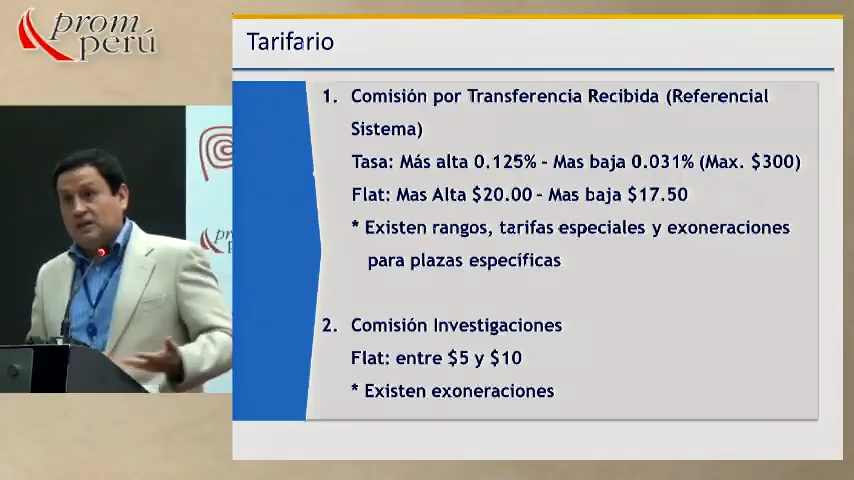 prom
perú
Tarifario
1. Comisión por Transferencia Recibida (Referencial
Sistema)
Tasa: Más alta 0.125% - Mas baja 0.031% (Max. $300)
Flat: Mas Alta $20.00 - Mas baja $17.50
* Existen rangos, tarifas especiales y exoneraciones
para plazas específicas
2. Comisión Investigaciones
Flat: entre $5 y $10
* Existen exoneraciones